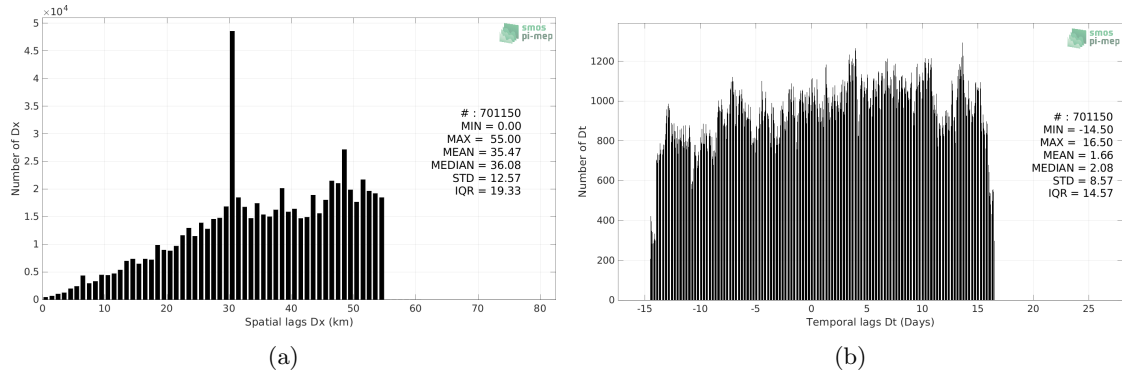 ×10⁴
5
4.5
4
3.5
3
2.5
2
1.5
1
0.5
0
Number of Dx
smos
pi-mep
# : 701150
MIN = 0.00
MAX = 55.00
MEAN = 35.47
MEDIAN = 36.08
STD = 12.57
IQR = 19.33
0 10 20 30 40 50 60 70 80
Spatial lags Dx (km)
(a)
1200
1000
800
600
400
200
0
Number of Dt
smos
pi-mep
# : 701150
MIN = -14.50
MAX = 16.50
MEAN = 1.66
MEDIAN = 2.08
STD = 8.57
IQR = 14.57
-15 -10 -5 0 5 10 15 20 25
Temporal lags Dt (Days)
(b)